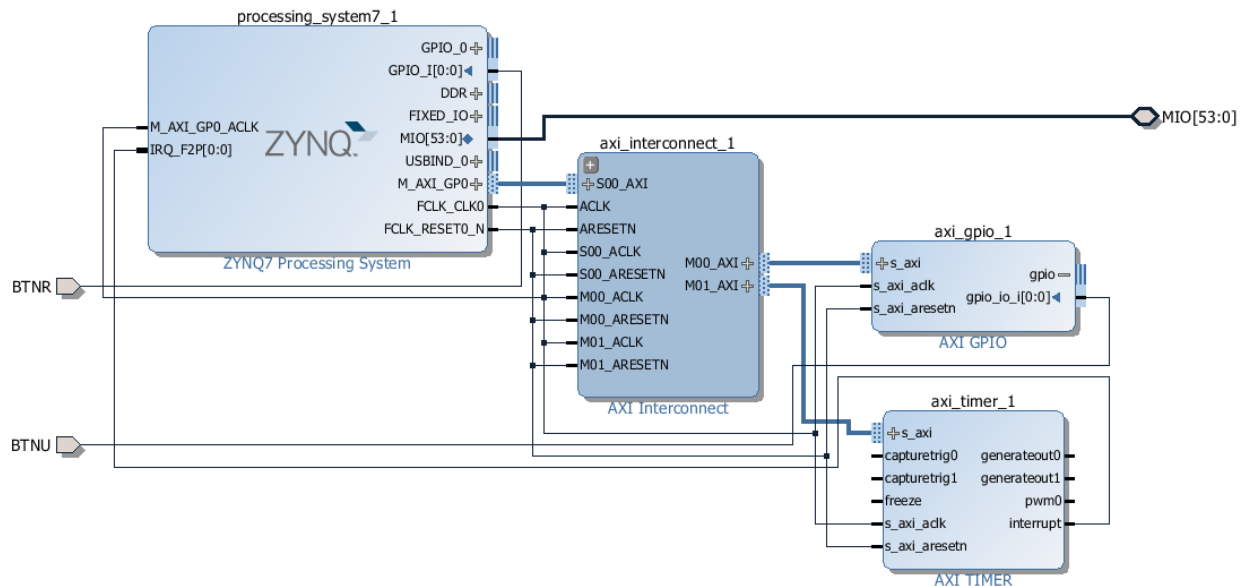 processing_system7_1
GPIO_0
GPIO_I[0:0]
DDR
FIXED_IO
MIO[53:0]
USBIND_0
M_AXI_GP0
FCLK_CLK0
FCLK_RESET0_N
M_AXI_GP0_ACLK
IRQ_F2P[0:0]
ZYNQ
ZYNQ7 Processing System
MIO[53:0]
BTNR
BTNU
axi_interconnect_1
S00_AXI
ACLK
ARESETN
S00_ACLK
S00_ARESETN
M00_ACLK
M00_ARESETN
M01_ACLK
M01_ARESETN
M00_AXI
M01_AXI
AXI Interconnect
axi_gpio_1
s_axi
s_axi_aclk
s_axi_aresetn
gpio
gpio_io_i[0:0]
AXI GPIO
axi_timer_1
s_axi
capturetrig0
capturetrig1
freeze
s_axi_aclk
s_axi_aresetn
generateout0
generateout1
pwm0
interrupt
AXI TIMER